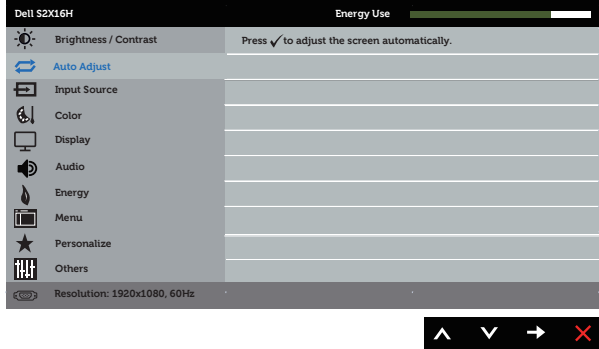 Dell S2X16H Energy Use
Brightness / Contrast Press ✓ to adjust the screen automatically.
Auto Adjust
Input Source
Color
Display
Audio
Energy
Menu
Personalize
Others
Resolution: 1920x1080, 60Hz